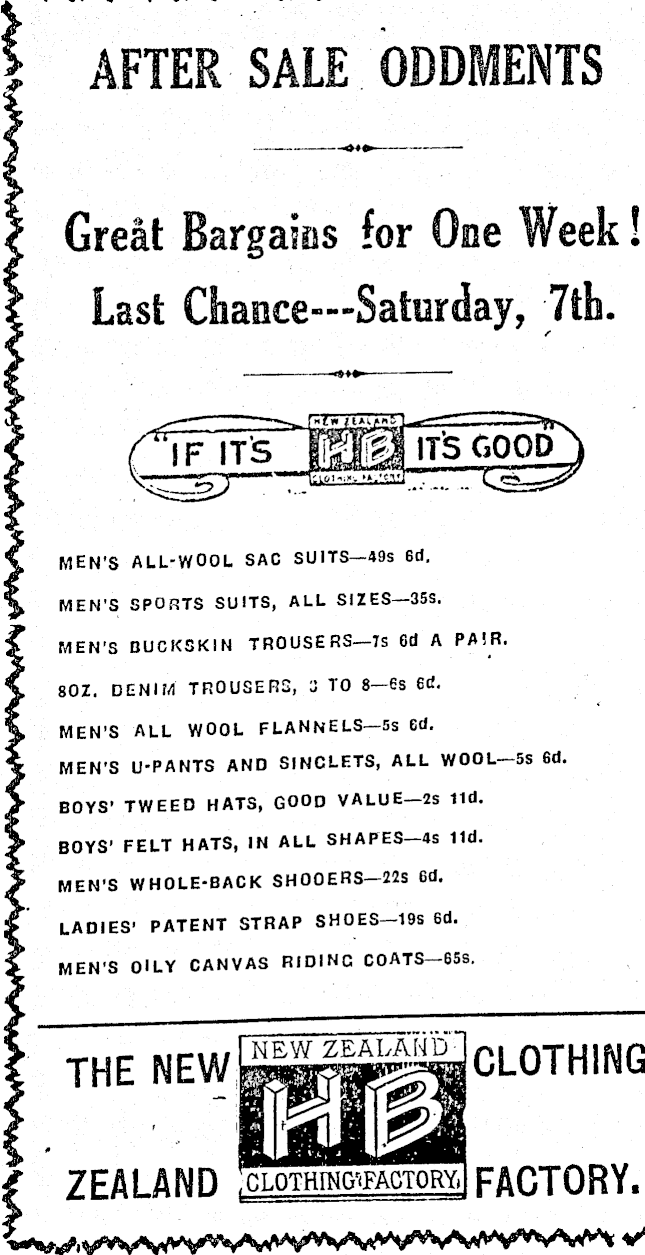 AFTER SALE ODDMENTS
Great Bargains for One Week!
Last Chance---Saturday, 7th.
"IF IT'S
NEW ZEALAND
HB
CLOTHING FACTORY
IT'S GOOD"
MEN'S ALL-WOOL SAC SUITS—49s 6d.
MEN'S SPORTS SUITS, ALL SIZES—35s.
MEN'S BUCKSKIN TROUSERS—7s 6d A PAIR.
8OZ. DENIM TROUSERS, 3 TO 8—6s 6d.
MEN'S ALL WOOL FLANNELS—5s 6d.
MEN'S U-PANTS AND SINCLETS, ALL WOOL—5s 6d.
BOYS' TWEED HATS, GOOD VALUE—2s 11d.
BOYS' FELT HATS, IN ALL SHAPES—4s 11d.
MEN'S WHOLE-BACK SHOOERS—22s 6d.
LADIES' PATENT STRAP SHOES—19s 6d.
MEN'S OILY CANVAS RIDING COATS—65s.
THE NEW
NEW ZEALAND
HB
CLOTHING FACTORY
CLOTHING
ZEALAND
FACTORY.